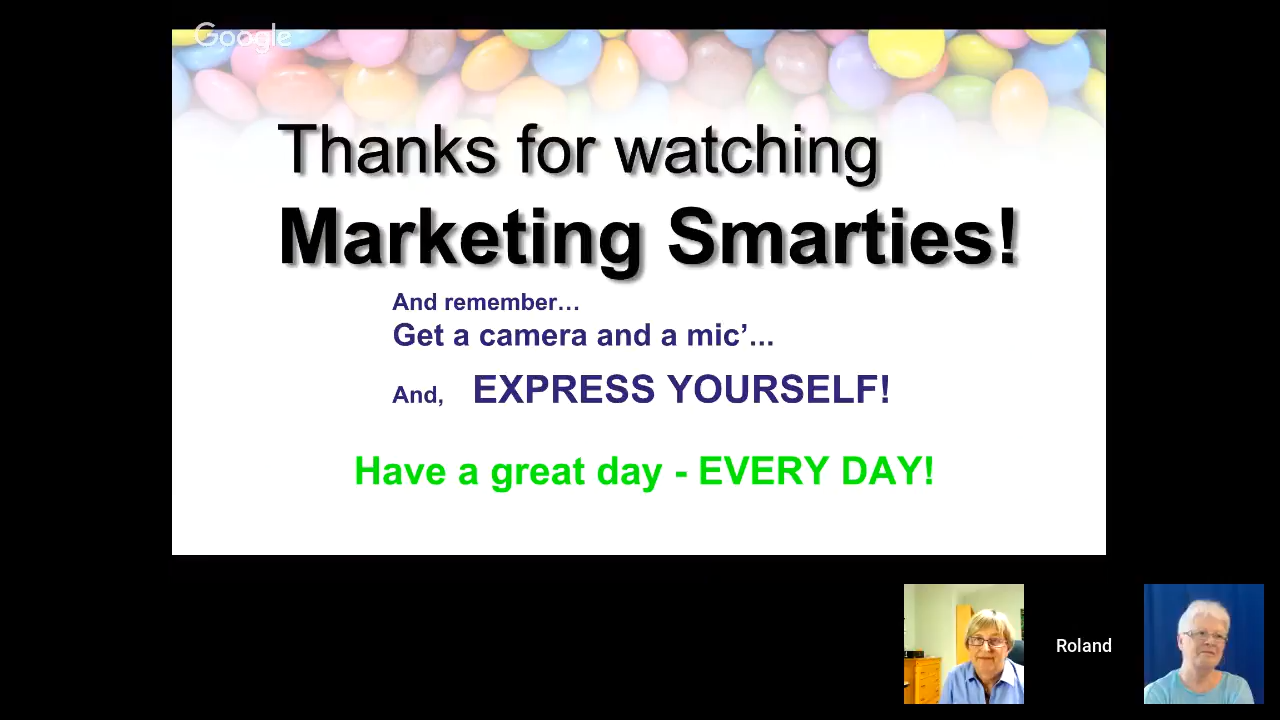 Google
Thanks for watching
Marketing Smarties!
And remember…
Get a camera and a mic’...
And, EXPRESS YOURSELF!
Have a great day - EVERY DAY!
Roland